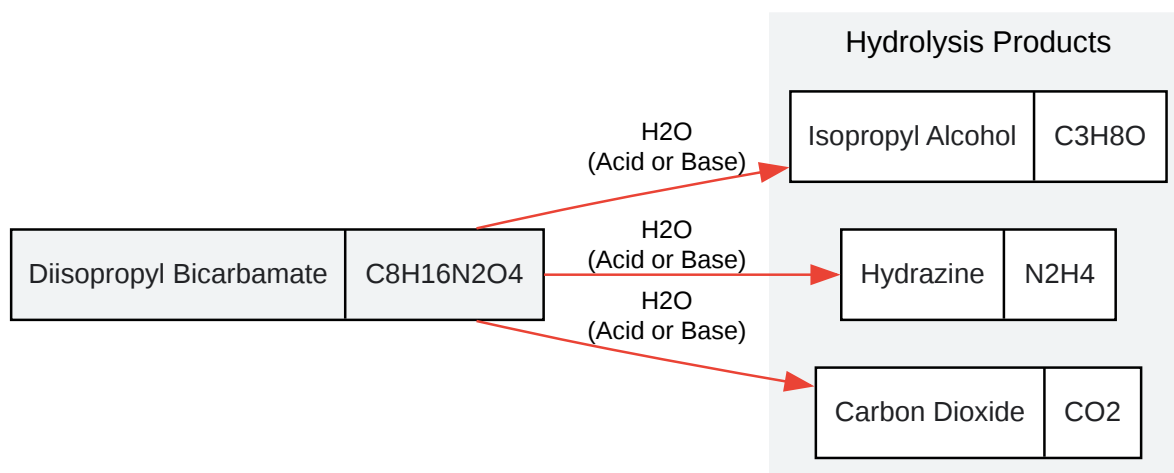 Hydrolysis Products
H2O
(Acid or Base)
Isopropyl Alcohol C3H8O
H2O
(Acid or Base)
Diisopropyl Bicarbamate C8H16N2O4
Hydrazine N2H4
H2O
(Acid or Base)
Carbon Dioxide CO2